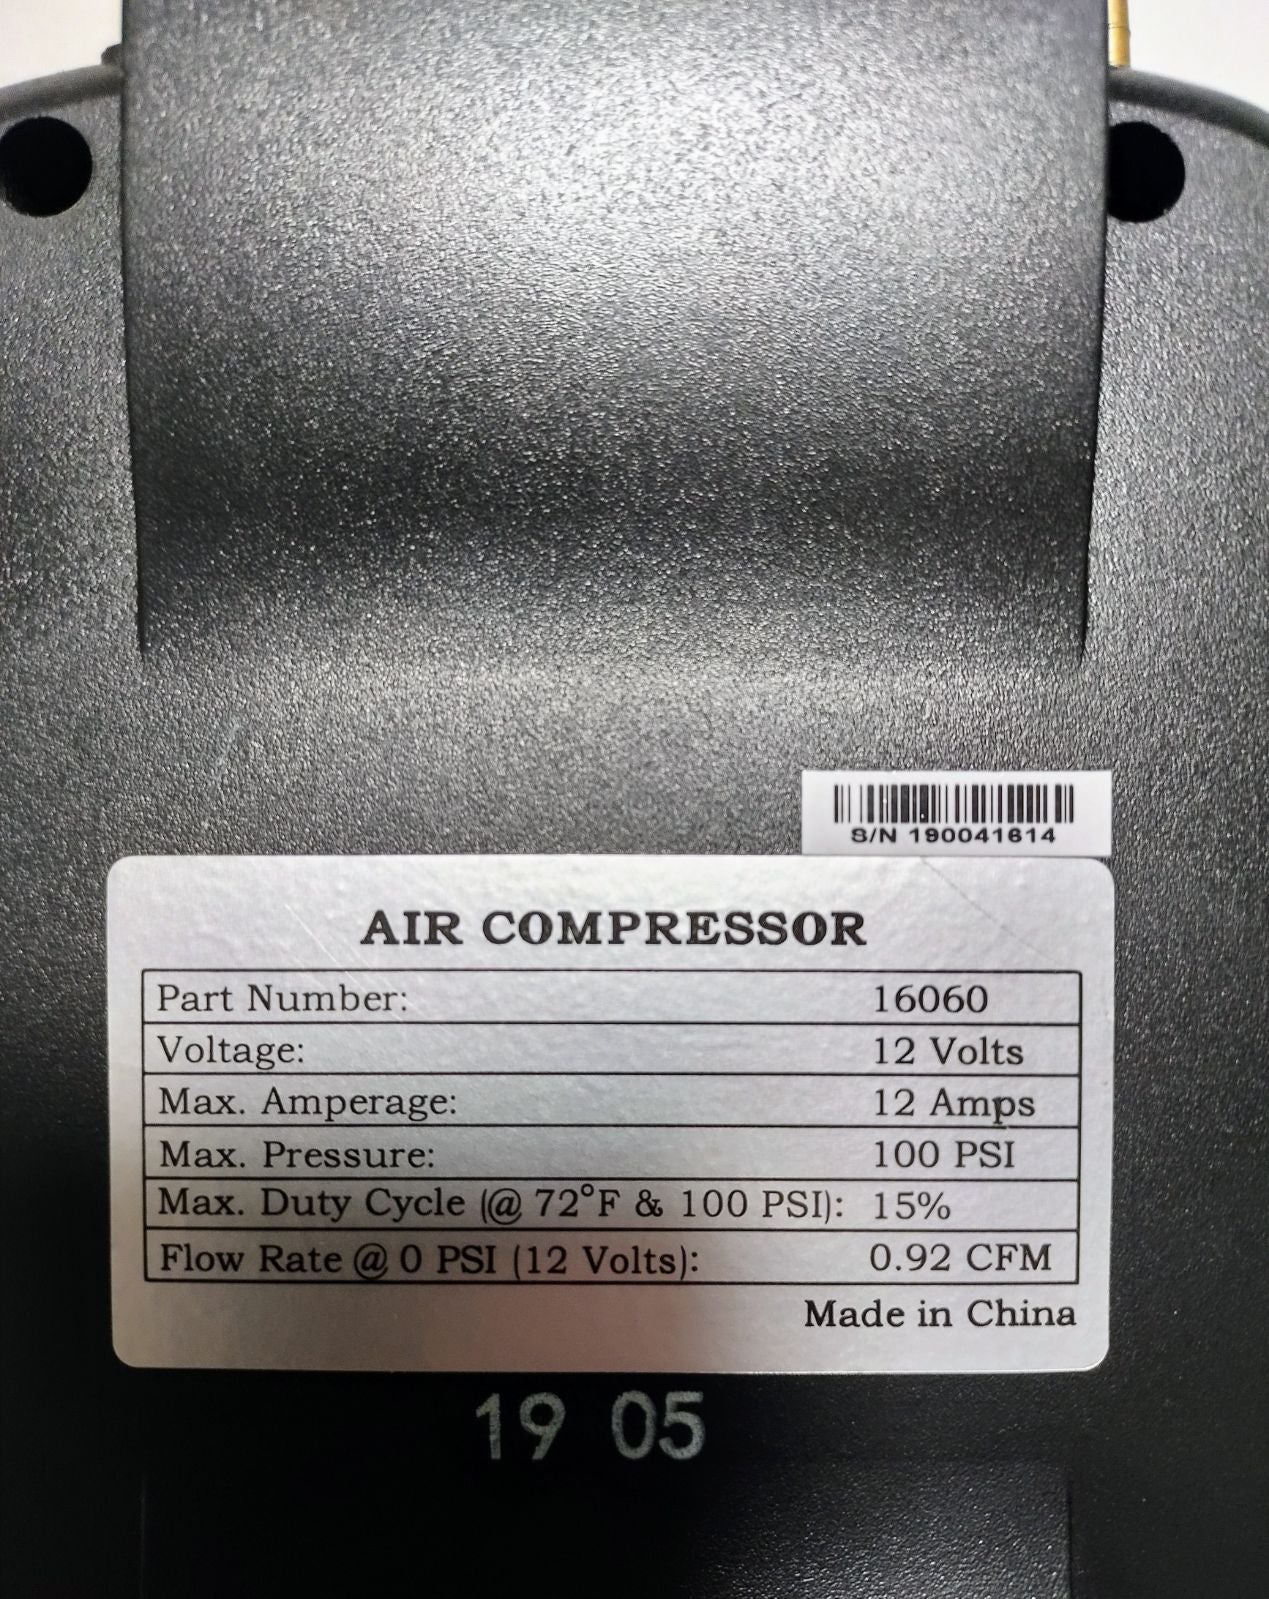 S/N 190041614
AIR COMPRESSOR
Part Number: 16060
Voltage: 12 Volts
Max. Amperage: 12 Amps
Max. Pressure: 100 PSI
Max. Duty Cycle (@ 72°F & 100 PSI): 15%
Flow Rate @ 0 PSI (12 Volts): 0.92 CFM
Made in China
19 05